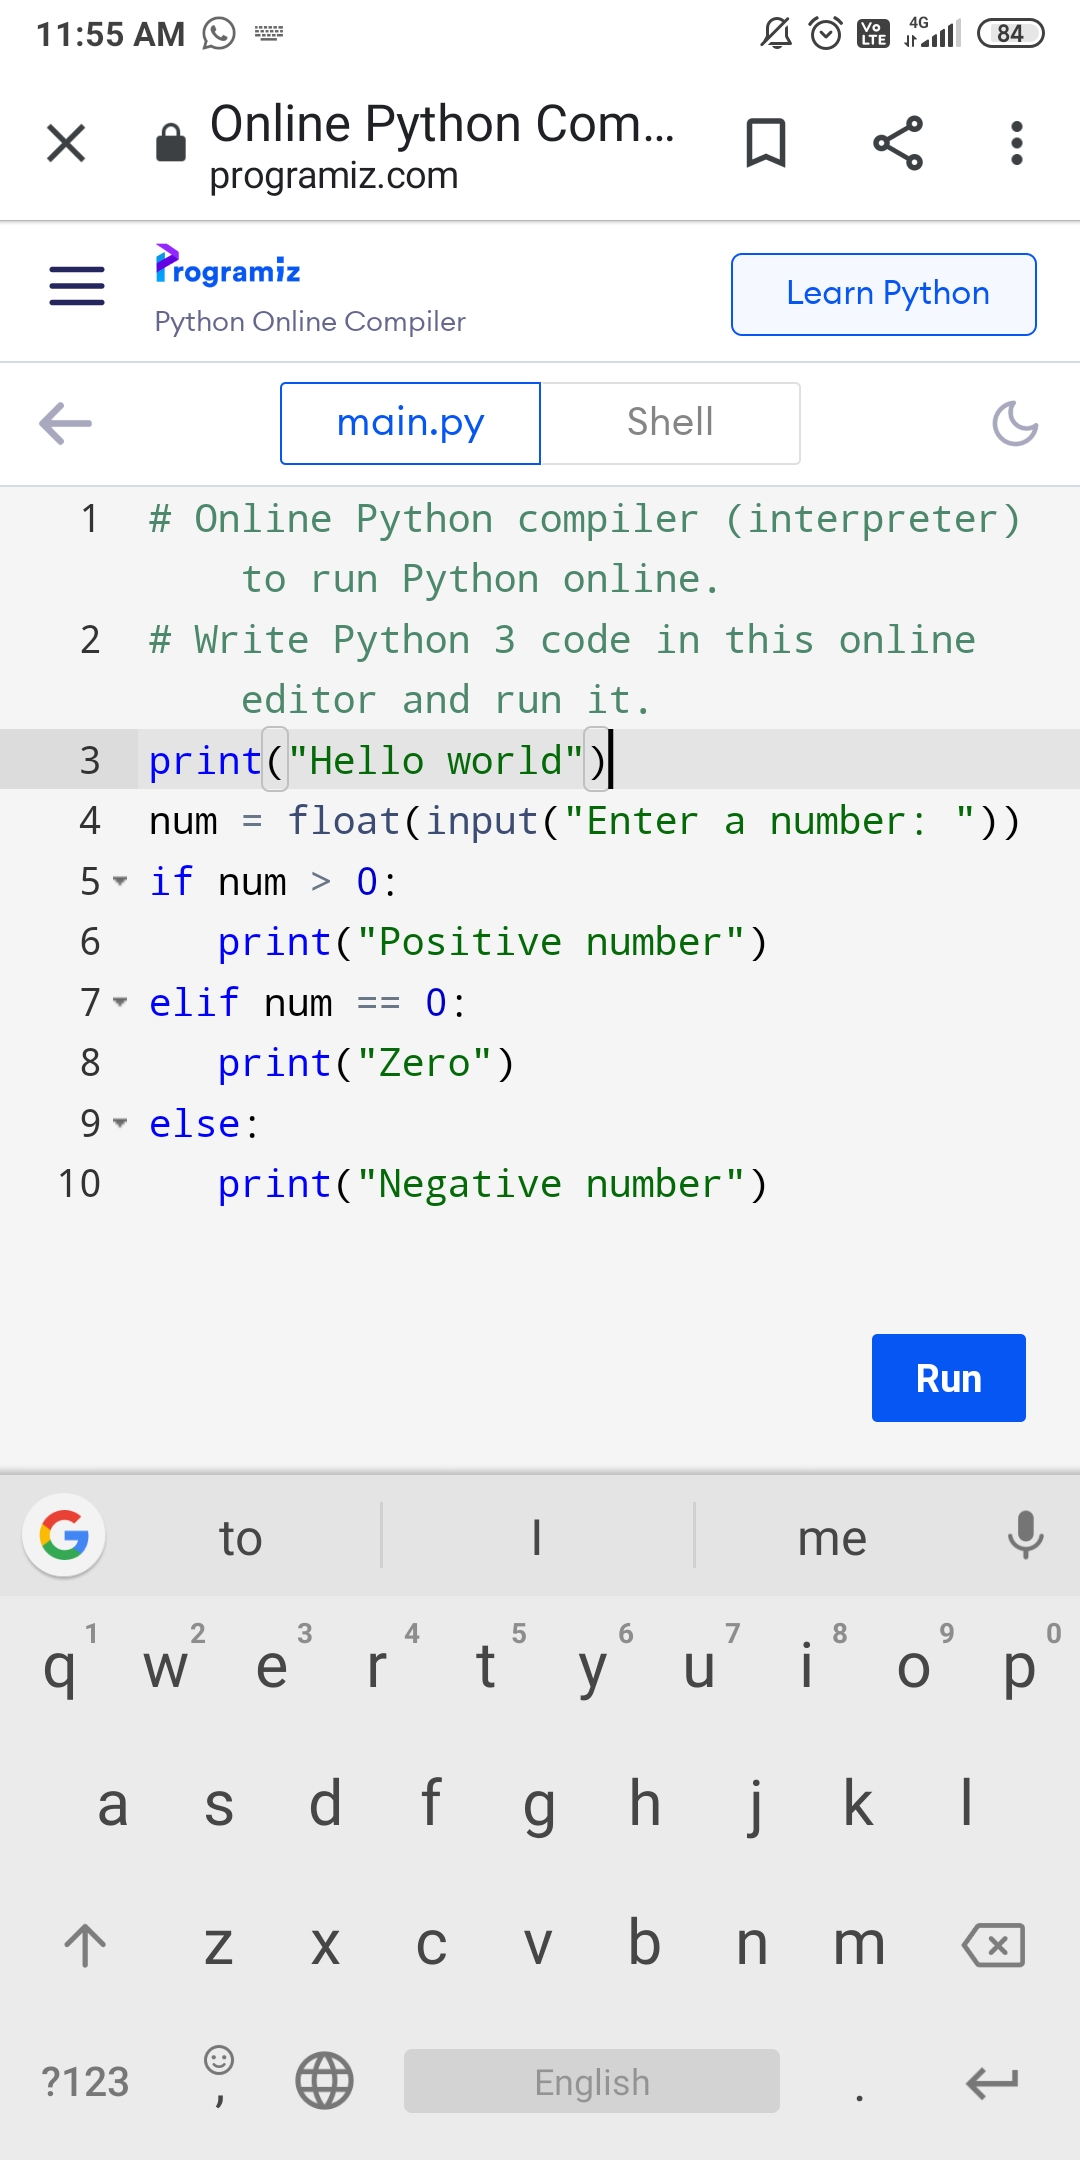 11:55 AM
Vo LTE 4G 84
Online Python Com...
programiz.com
Programiz
Python Online Compiler
Learn Python
main.py Shell
1 # Online Python compiler (interpreter)
to run Python online.
2 # Write Python 3 code in this online
editor and run it.
3 print("Hello world")
4 num = float(input("Enter a number: "))
5 if num > 0:
6 print("Positive number")
7 elif num == 0:
8 print("Zero")
9 else:
10 print("Negative number")
Run
G to I me
1 2 3 4 5 6 7 8 9 0
q w e r t y u i o p
a s d f g h j k l
z x c v b n m
?123 , English .